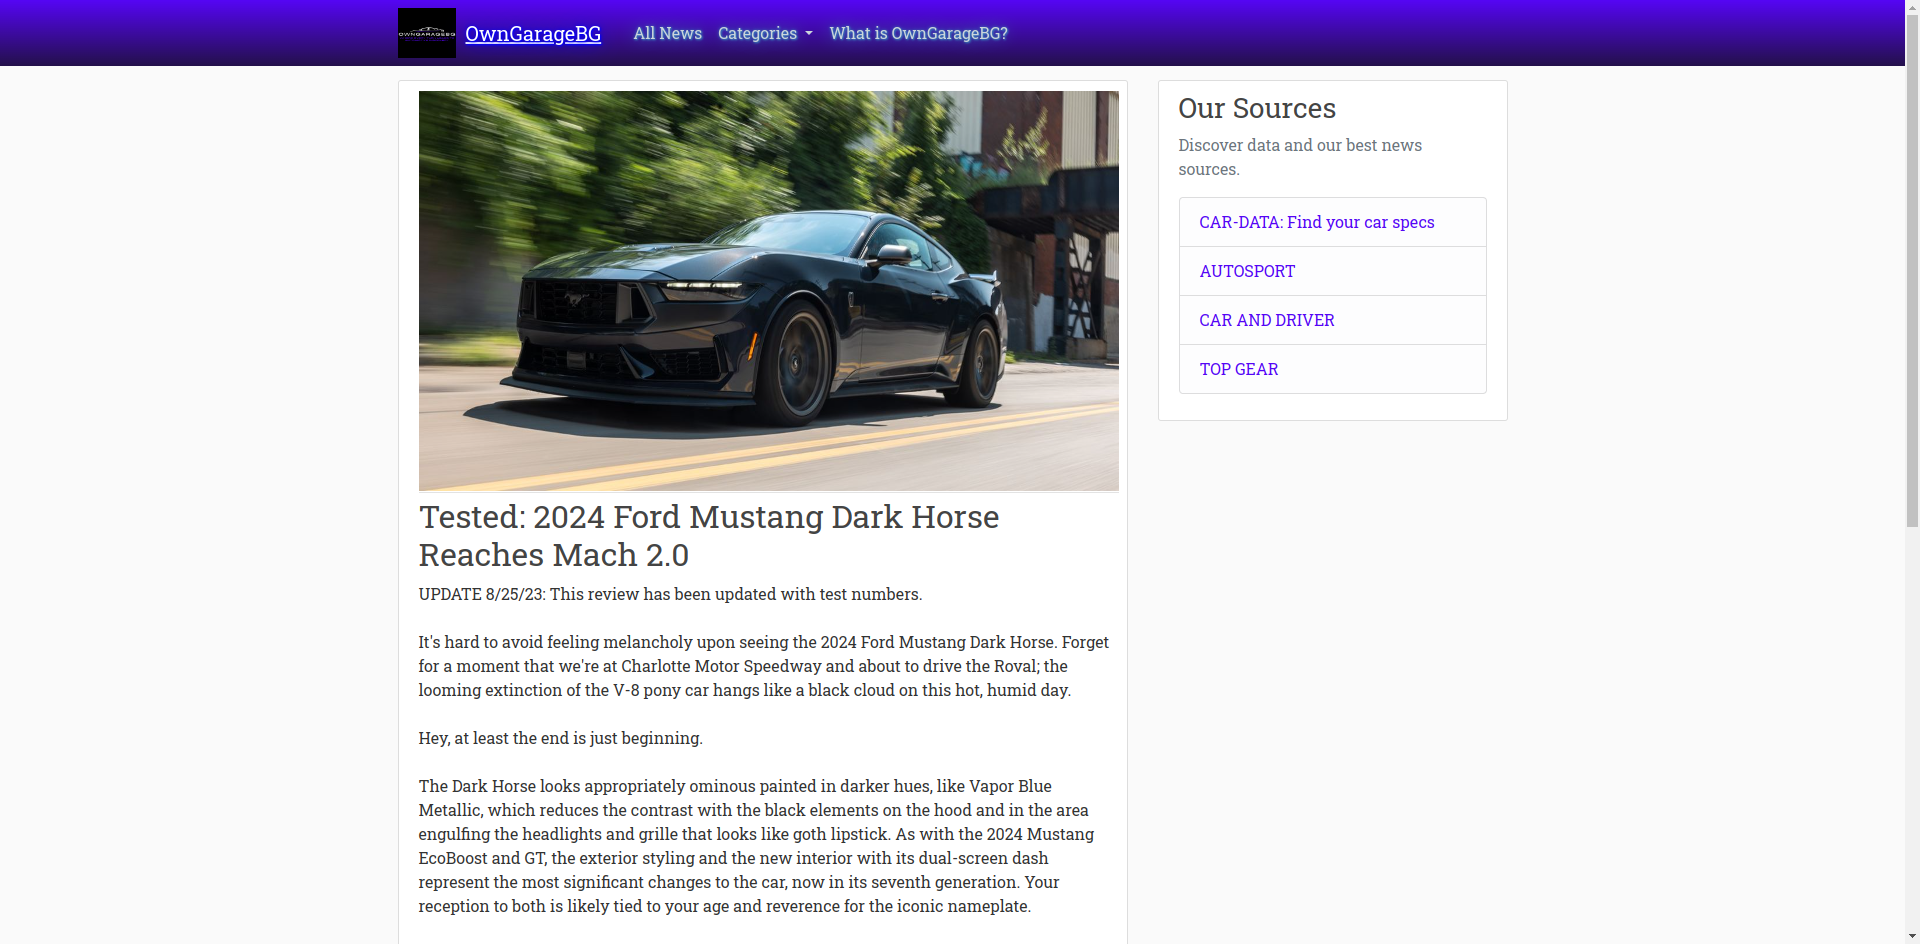 OWNGARAGEBG
OwnGarageBG
All News
Categories
What is OwnGarageBG?
Tested: 2024 Ford Mustang Dark Horse
Reaches Mach 2.0
UPDATE 8/25/23: This review has been updated with test numbers.
It's hard to avoid feeling melancholy upon seeing the 2024 Ford Mustang Dark Horse. Forget
for a moment that we're at Charlotte Motor Speedway and about to drive the Roval; the
looming extinction of the V-8 pony car hangs like a black cloud on this hot, humid day.
Hey, at least the end is just beginning.
The Dark Horse looks appropriately ominous painted in darker hues, like Vapor Blue
Metallic, which reduces the contrast with the black elements on the hood and in the area
engulfing the headlights and grille that looks like goth lipstick. As with the 2024 Mustang
EcoBoost and GT, the exterior styling and the new interior with its dual-screen dash
represent the most significant changes to the car, now in its seventh generation. Your
reception to both is likely tied to your age and reverence for the iconic nameplate.
Our Sources
Discover data and our best news
sources.
CAR-DATA: Find your car specs
AUTOSPORT
CAR AND DRIVER
TOP GEAR